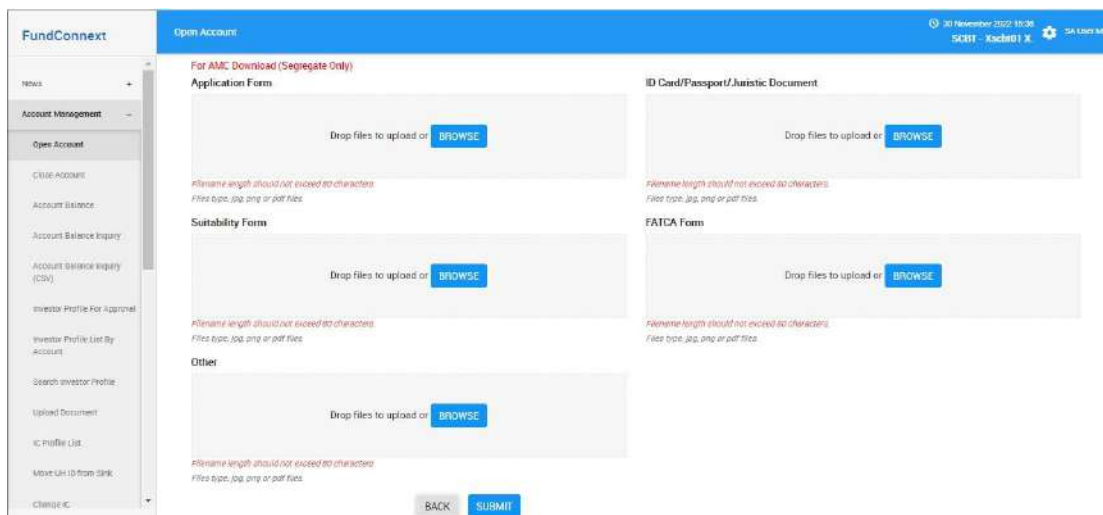 FundConnext
Open Account
30 November 2022 16:36
SCBT - Xscbt01 X.
SA User M
News +
Account Management −
Open Account
Close Account
Account Balance
Account Balance Inquiry
Account Balance Inquiry
(CSV)
Investor Profile For Approval
Investor Profile List By
Account
Search Investor Profile
Upload Document
IC Profile List
Move UH ID from Sink
Change IC
For AMC Download (Segregate Only)
Application Form
Drop files to upload or BROWSE
Filename length should not exceed 80 characters.
Files type: jpg, png or pdf files.
ID Card/Passport/Juristic Document
Drop files to upload or BROWSE
Filename length should not exceed 80 characters.
Files type: jpg, png or pdf files.
Suitability Form
Drop files to upload or BROWSE
Filename length should not exceed 80 characters.
Files type: jpg, png or pdf files.
FATCA Form
Drop files to upload or BROWSE
Filename length should not exceed 80 characters.
Files type: jpg, png or pdf files.
Other
Drop files to upload or BROWSE
Filename length should not exceed 80 characters.
Files type: jpg, png or pdf files.
BACK SUBMIT